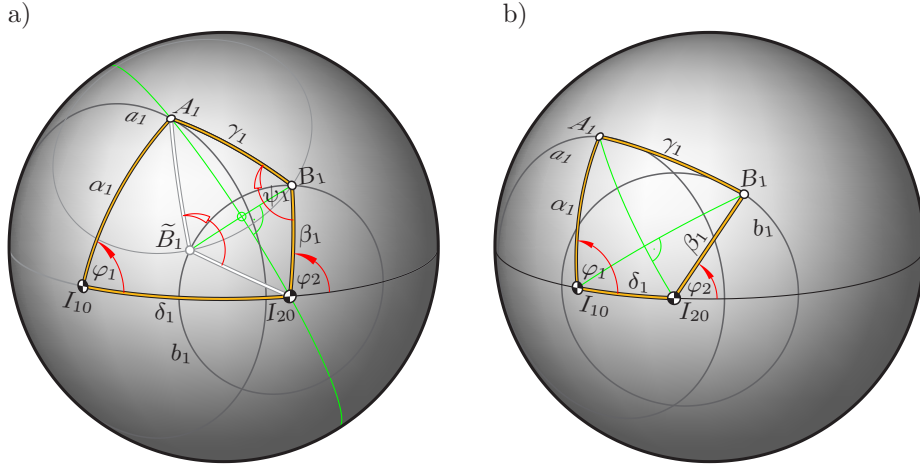 a)
A₁
a₁
γ₁
B₁
α₁
ψ₁
B̃₁
β₁
φ₁
φ₂
I₁₀
δ₁
I₂₀
b₁
b)
A₁
γ₁
a₁
B₁
α₁
b₁
β₁
φ₁
δ₁
φ₂
I₁₀
I₂₀